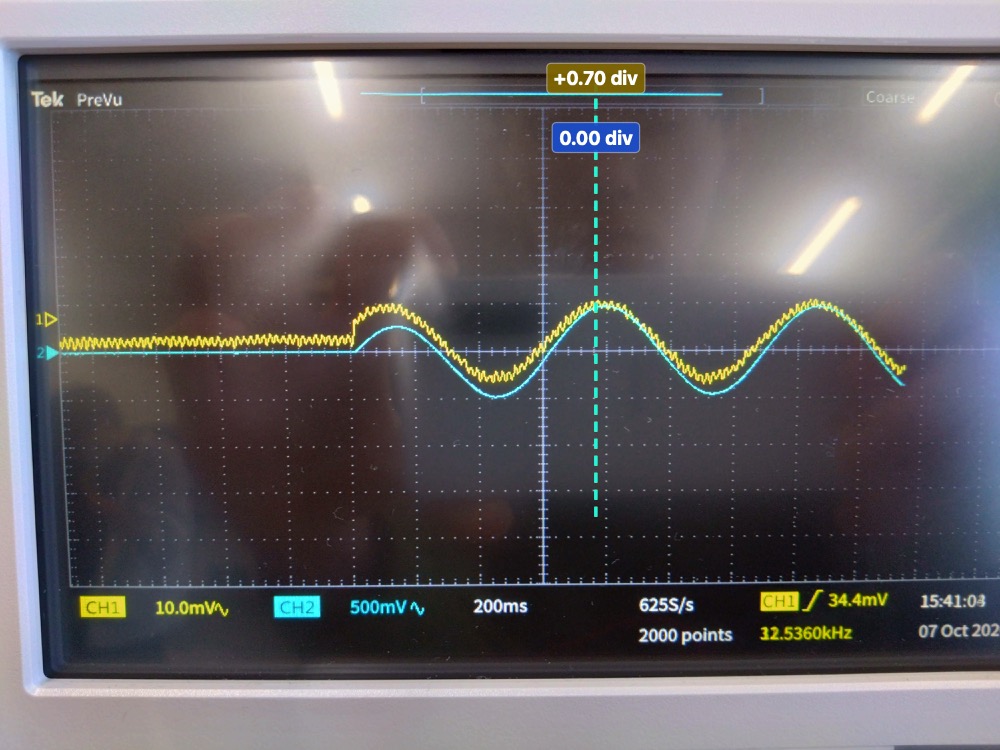 +0.70 div
Tek PreVu
Coarse
0.00 div
1
2
CH1 10.0mV CH2 500mV 200ms 625S/s CH1 34.4mV 15:41:04
2000 points 12.5360kHz 07 Oct 202